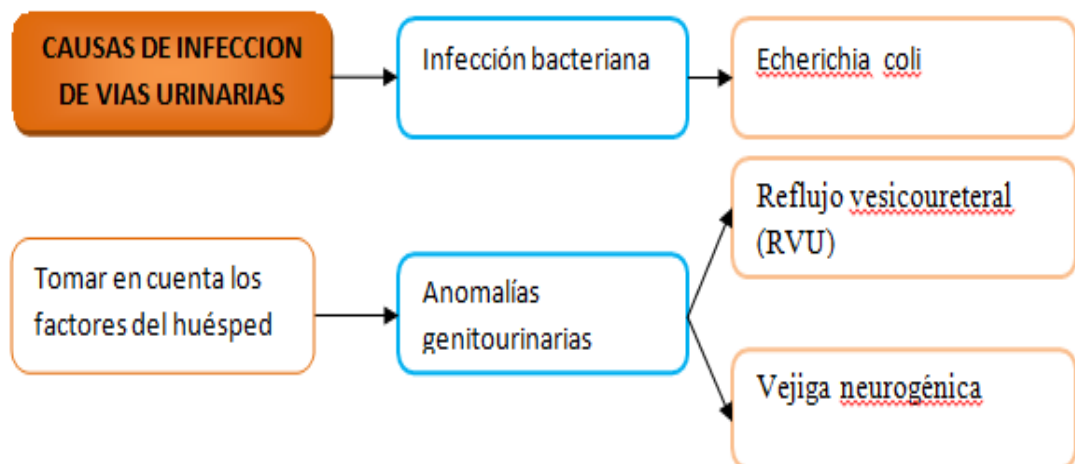 CAUSAS DE INFECCION
DE VIAS URINARIAS
Infección bacteriana
Echerichia coli
Tomar en cuenta los
factores del huésped
Anomalías
genitourinarias
Reflujo vesicoureteral
(RVU)
Vejiga neurogénica